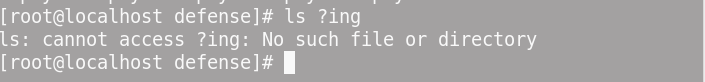 [root@localhost defense]# ls ?ing
ls: cannot access ?ing: No such file or directory
[root@localhost defense]#